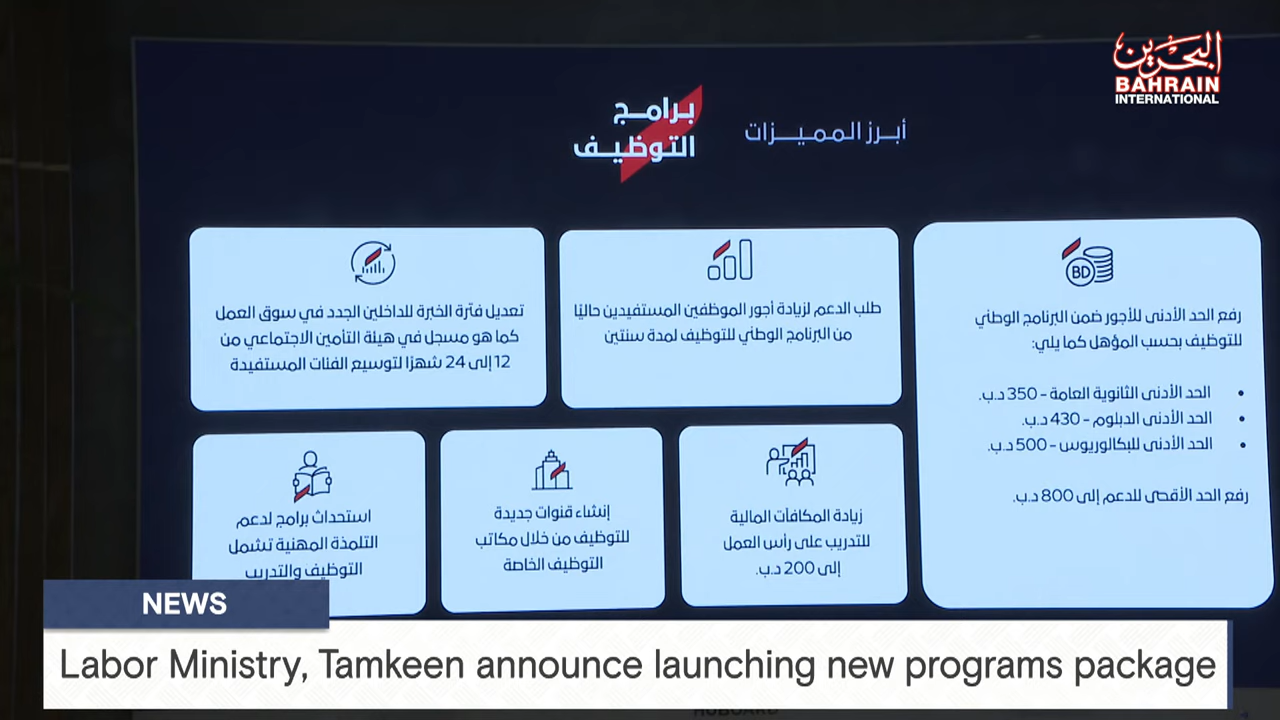 البحرين
BAHRAIN
INTERNATIONAL
أبرز المميزات
برامج
التوظيف
BD
رفع الحد الأدنى للأجور ضمن البرنامج الوطني
للتوظيف بحسب المؤهل كما يلي:
• الحد الأدنى الثانوية العامة - 350 د.ب.
• الحد الأدنى الدبلوم - 430 د.ب.
• الحد الأدنى للبكالوريوس - 500 د.ب.
رفع الحد الأقصى للدعم إلى 800 د.ب.
طلب الدعم لزيادة أجور الموظفين المستفيدين حاليًا
من البرنامج الوطني للتوظيف لمدة سنتين
تعديل فترة الخبرة للداخلين الجدد في سوق العمل
كما هو مسجل في هيئة التأمين الاجتماعي من
12 إلى 24 شهرًا لتوسيع الفئات المستفيدة
زيادة المكافآت المالية
للتدريب على رأس العمل
إلى 200 د.ب.
إنشاء قنوات جديدة
للتوظيف من خلال مكاتب
التوظيف الخاصة
استحداث برامج لدعم
التلمذة المهنية تشمل
التوظيف والتدريب
NEWS
Labor Ministry, Tamkeen announce launching new programs package